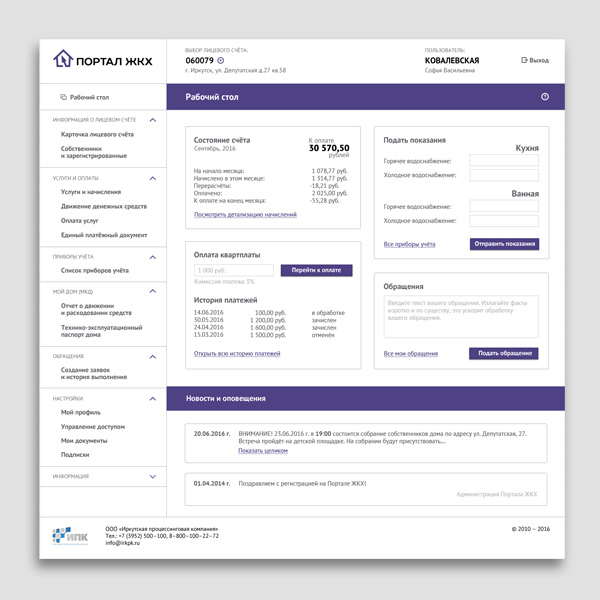 ПОРТАЛ ЖКХ
ВЫБОР ЛИЦЕВОГО СЧЁТА:
060079
г. Иркутск, ул. Депутатская д.27 кв.58
ПОЛЬЗОВАТЕЛЬ:
КОВАЛЕВСКАЯ
Софья Васильевна
Выход
Рабочий стол
ИНФОРМАЦИЯ О ЛИЦЕВОМ СЧЁТЕ
Карточка лицевого счёта
Собственники
и зарегистрированные
УСЛУГИ И ОПЛАТЫ
Услуги и начисления
Движение денежных средств
Оплата услуг
Единый платёжный документ
ПРИБОРЫ УЧЁТА
Список приборов учёта
МОЙ ДОМ (МКД)
Отчет о движении
и расходовании средств
Технико-эксплуатационный
паспорт дома
ОБРАЩЕНИЯ
Создание заявок
и история выполнения
НАСТРОЙКИ
Мой профиль
Управление доступом
Мои документы
Подписки
ИНФОРМАЦИЯ
Рабочий стол
?
Состояние счёта
Сентябрь, 2016
К оплате
30 570,50
рублей
На начало месяца: 1 078,77 руб.
Начислено в этом месяце: 1 314,77 руб.
Перерасчёты: -18,21 руб.
Оплачено: 2 025,00 руб.
К оплате на конец месяца: -55,28 руб.
Посмотреть детализацию начислений
Оплата квартплаты
1 000 руб.
Перейти к оплате
Комиссия платежа 3%
История платежей
14.06.2016 100,00 руб. в обработке
30.05.2016 1 200,00 руб. зачислен
24.04.2016 1 600,00 руб. зачислен
15.03.2016 1 500,00 руб. отменён
Открыть всю историю платежей
Подать показания
Кухня
Горячее водоснабжение:
Холодное водоснабжение:
Ванная
Горячее водоснабжение:
Холодное водоснабжение:
Все приборы учёта
Отправить показания
Обращения
Введите текст вашего обращения. Излагайте факты
коротко и по существу, это ускорит обработку
вашего обращения.
Все мои обращения
Подать обращение
Новости и оповещения
20.06.2016 г. ВНИМАНИЕ! 23.06.2016 г. в 19:00 состоится собрание собственников дома по адресу ул. Депутатская, 27.
Встреча пройдёт на детской площадке. На собрании будут присутствовать...
Показать целиком
01.04.2014 г. Поздравляем с регистрацией на Портале ЖКХ!
Администрация Портала ЖКХ
ИПК
ООО «Иркутская процессинговая компания»
Тел.: +7 (3952) 500–100, 8–800–100–22–72
info@irkpk.ru
© 2010 – 2016